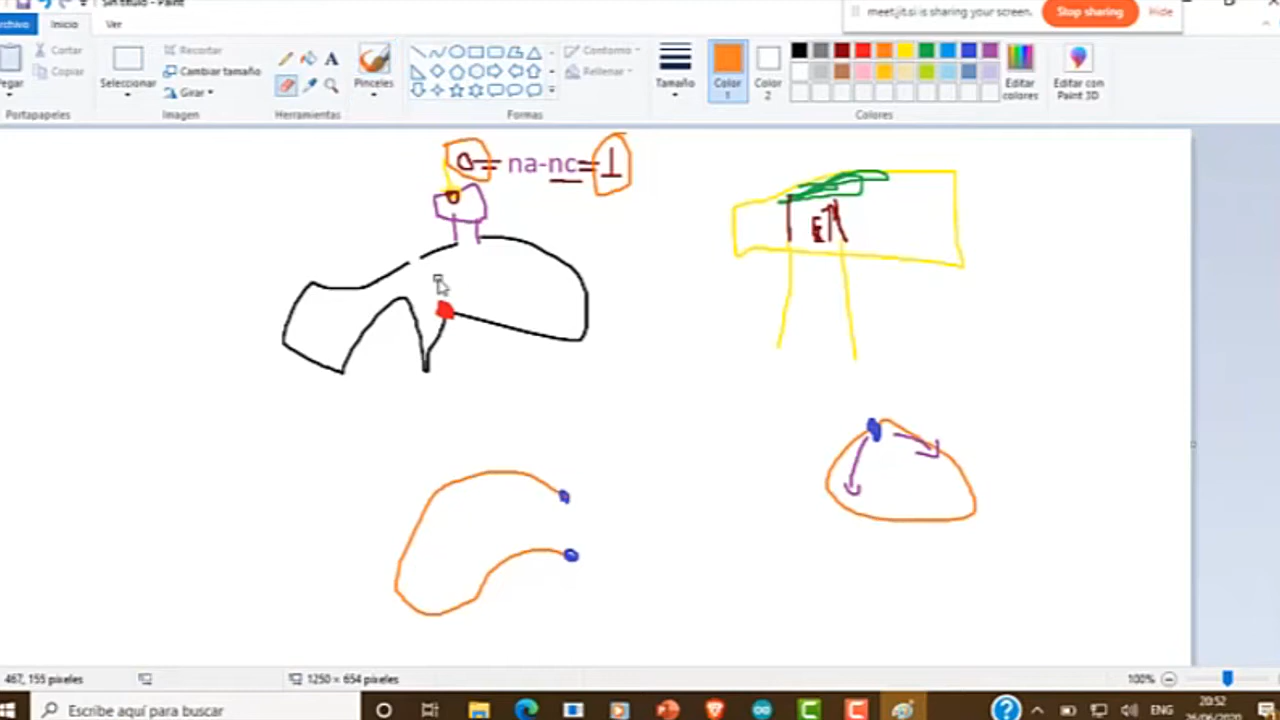 Sin título - Paint
meet.jit.si is sharing your screen. Stop sharing Hide
Archivo Inicio Ver
Pegar
Seleccionar
Cortar
Copiar
Recortar
Cambiar tamaño
Girar
Pinceles
Contorno
Rellenar
Tamaño
Color 1
Color 2
Editar colores
Editar con Paint 3D
Portapapeles Imagen Herramientas Formas Colores
0 = na-nc = 1
E
467, 155 píxeles 1250 × 654 píxeles 100%
Escribe aquí para buscar
ENG
20:52